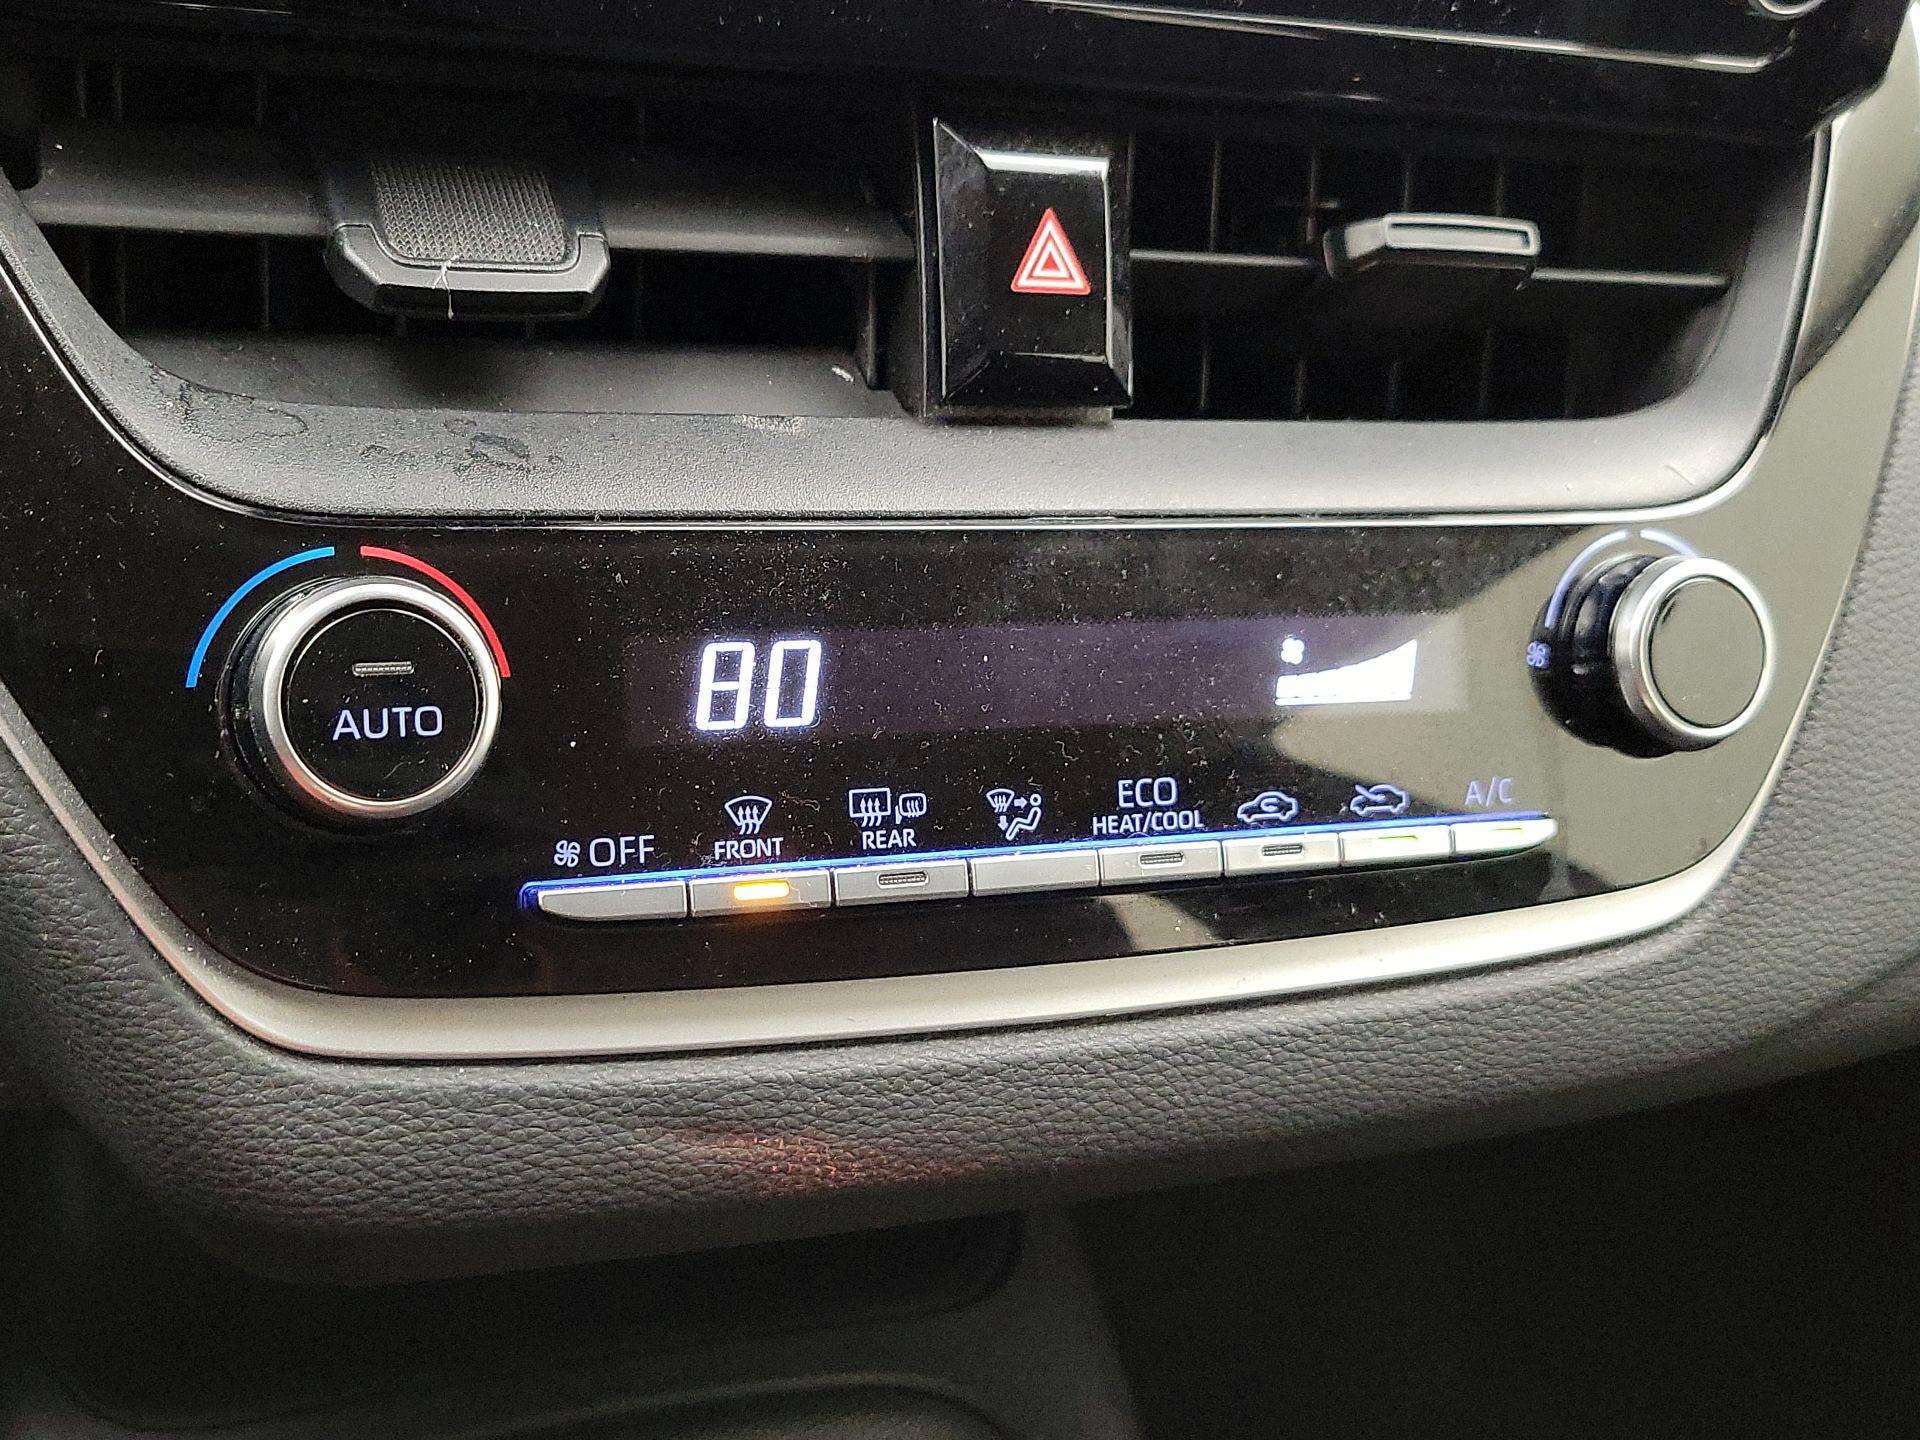 80
AUTO
OFF
FRONT
REAR
ECO
HEAT/COOL
A/C